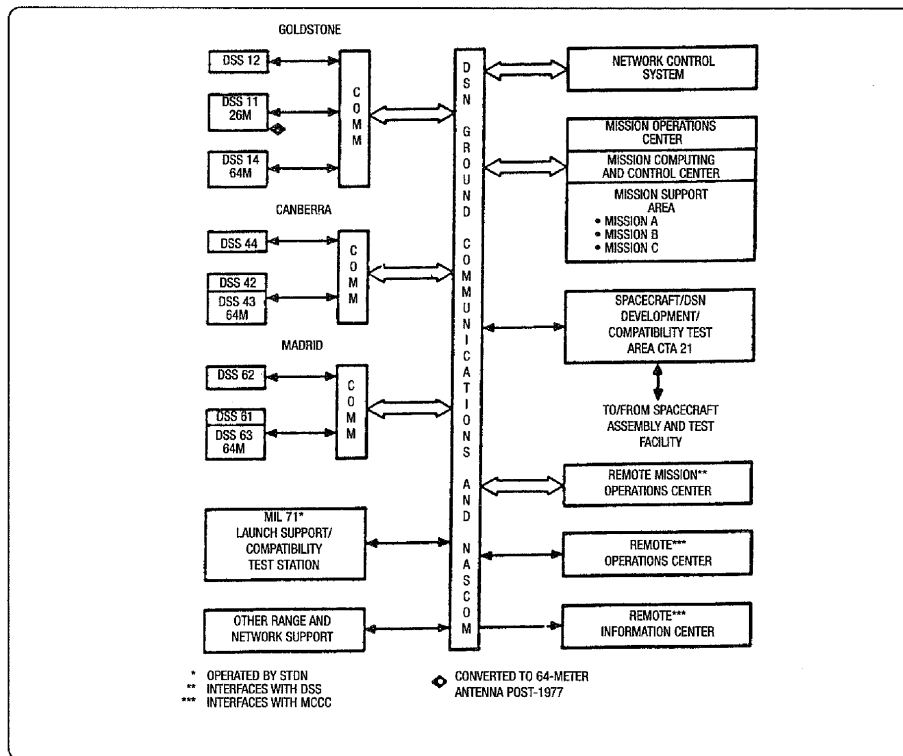 GOLDSTONE
DSS 12
DSS 11
26M
DSS 14
64M
COMM
CANBERRA
DSS 44
DSS 42
DSS 43
64M
COMM
MADRID
DSS 62
DSS 61
DSS 63
64M
COMM
MIL 71*
LAUNCH SUPPORT/
COMPATIBILITY
TEST STATION
OTHER RANGE AND
NETWORK SUPPORT
DSN GROUND COMMUNICATIONS AND NASCOM
NETWORK CONTROL
SYSTEM
MISSION OPERATIONS
CENTER
MISSION COMPUTING
AND CONTROL CENTER
MISSION SUPPORT
AREA
• MISSION A
• MISSION B
• MISSION C
SPACECRAFT/DSN
DEVELOPMENT/
COMPATIBILITY TEST
AREA CTA 21
TO/FROM SPACECRAFT
ASSEMBLY AND TEST
FACILITY
REMOTE MISSION**
OPERATIONS CENTER
REMOTE***
OPERATIONS CENTER
REMOTE***
INFORMATION CENTER
* OPERATED BY STDN
** INTERFACES WITH DSS
*** INTERFACES WITH MCCC
CONVERTED TO 64-METER
ANTENNA POST-1977